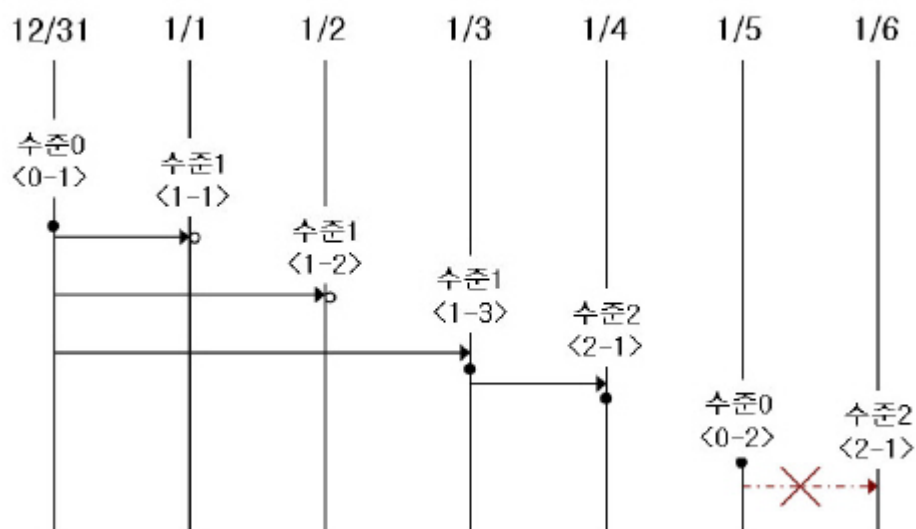 12/31 1/1 1/2 1/3 1/4 1/5 1/6
수준0
<0-1>
수준1
<1-1>
수준1
<1-2>
수준1
<1-3>
수준2
<2-1>
수준0
<0-2>
수준2
<2-1>